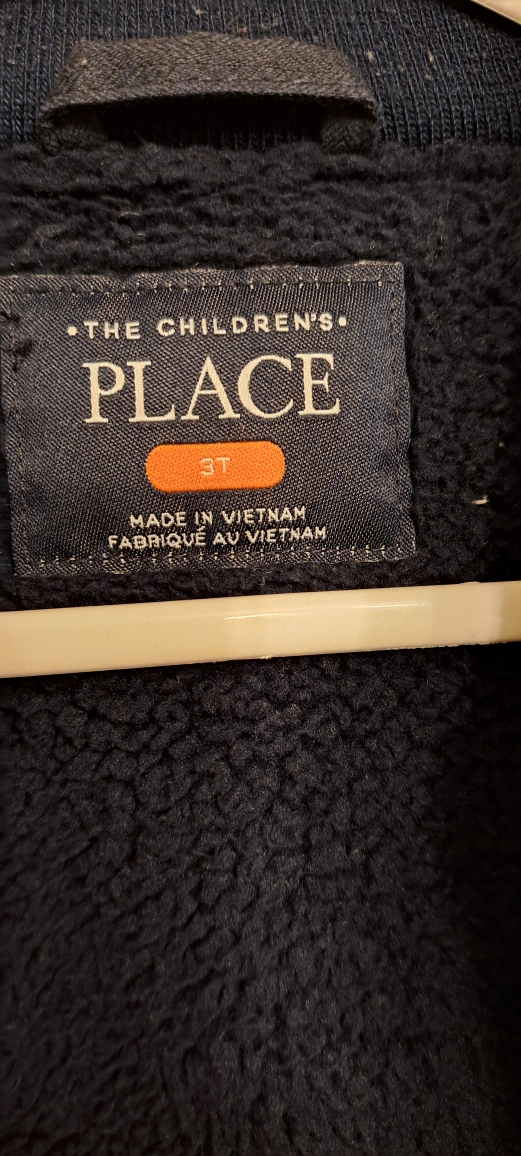 •THE CHILDREN'S•
PLACE
3T
MADE IN VIETNAM
FABRIQUÉ AU VIETNAM